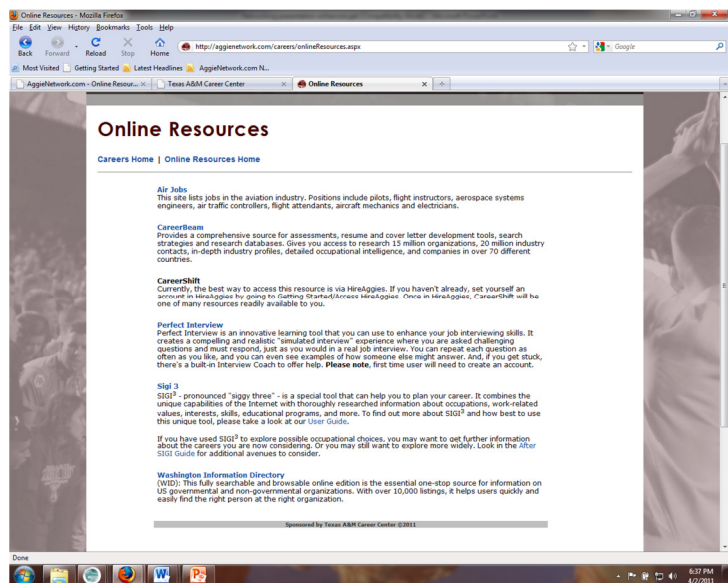 Online Resources - Mozilla Firefox
File Edit View History Bookmarks Tools Help
Back Forward Reload Stop Home http://aggienetwork.com/careers/onlineResources.aspx Google
Most Visited Getting Started Latest Headlines AggieNetwork.com N...
AggieNetwork.com - Online Resour... Texas A&M Career Center Online Resources
Online Resources
Careers Home | Online Resources Home
Air Jobs
This site lists jobs in the aviation industry. Positions include pilots, flight instructors, aerospace systems
engineers, air traffic controllers, flight attendants, aircraft mechanics and electricians.
CareerBeam
Provides a comprehensive source for assessments, resume and cover letter development tools, search
strategies and research databases. Gives you access to research 15 million organizations, 20 million industry
contacts, in-depth industry profiles, detailed occupational intelligence, and companies in over 70 different
countries.
CareerShift
Currently, the best way to access this resource is via HireAggies. If you haven't already, set yourself an
account in HireAggies by going to Getting Started/Access HireAggies. Once in HireAggies, CareerShift will be
one of many resources readily available to you.
Perfect Interview
Perfect Interview is an innovative learning tool that you can use to enhance your job interviewing skills. It
creates a compelling and realistic "simulated interview" experience where you are asked challenging
questions and must respond, just as you would in a real job interview. You can repeat each question as
often as you like, and you can even see examples of how someone else might answer. And, if you get stuck,
there's a built-in Interview Coach to offer help. Please note, first time user will need to create an account.
Sigi 3
SIGI³ - pronounced "siggy three" - is a special tool that can help you to plan your career. It combines the
unique capabilities of the Internet with thoroughly researched information about occupations, work-related
values, interests, skills, educational programs, and more. To find out more about SIGI³ and how best to use
this unique tool, please take a look at our User Guide.
If you have used SIGI³ to explore possible occupational choices, you may want to get further information
about the careers you are now considering. Or you may still want to explore more widely. Look in the After
SIGI Guide for additional avenues to consider.
Washington Information Directory
(WID): This fully searchable and browsable online edition is the essential one-stop source for information on
US governmental and non-governmental organizations. With over 10,000 listings, it helps users quickly and
easily find the right person at the right organization.
Sponsored by Texas A&M Career Center ©2011
Done
6:37 PM
4/2/2011